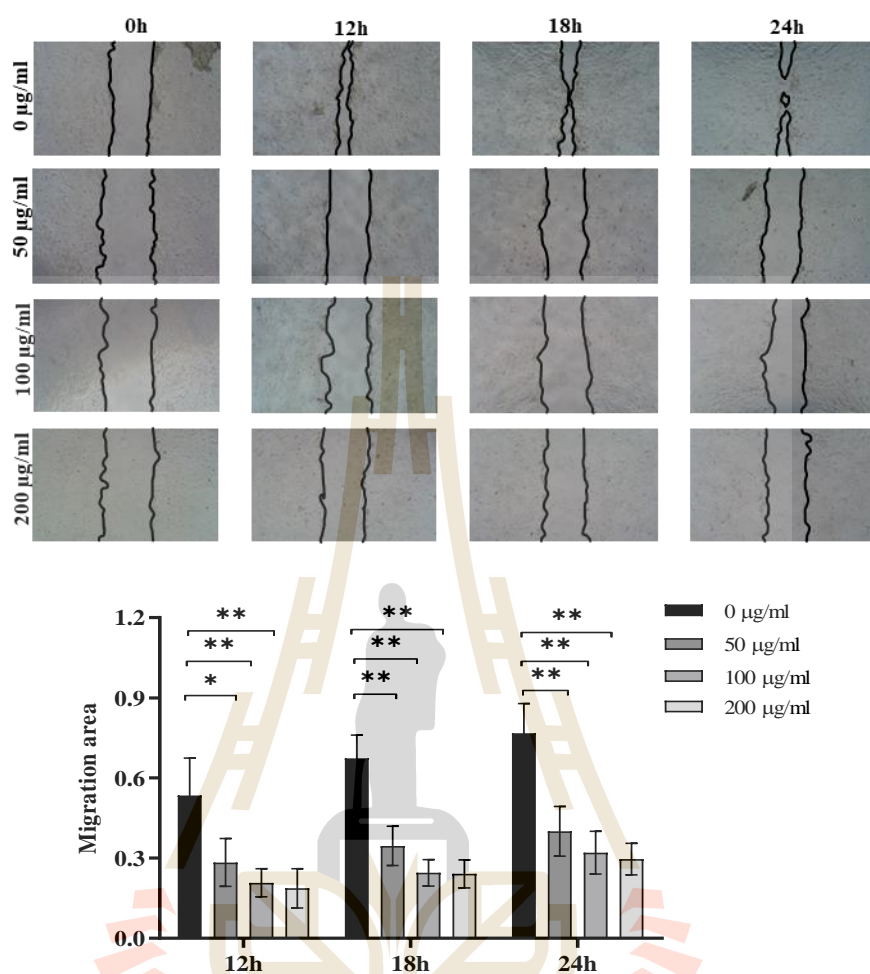 0h 12h 18h 24h
0 µg/ml
50 µg/ml
100 µg/ml
200 µg/ml
1.2
0.9
0.6
0.3
0.0
Migration area
** ** **
** ** **
* ** **
0 µg/ml
50 µg/ml
100 µg/ml
200 µg/ml
12h 18h 24h